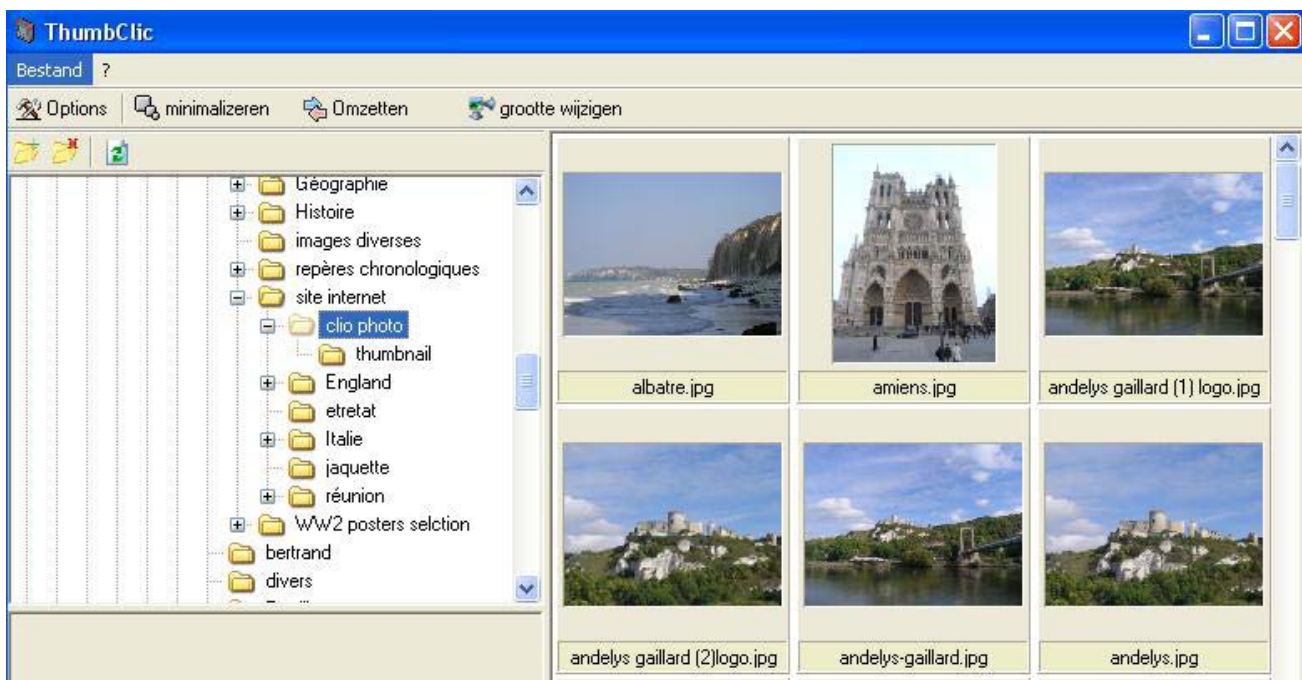 ThumbClic
Bestand ?
Options minimalizeren Omzetten grootte wijzigen
Géographie
Histoire
images diverses
repères chronologiques
site internet
clio photo
thumbnail
England
etretat
Italie
jaquette
réunion
WW2 posters selction
bertrand
divers
albatre.jpg
amiens.jpg
andelys gaillard (1) logo.jpg
andelys gaillard (2)logo.jpg
andelys-gaillard.jpg
andelys.jpg